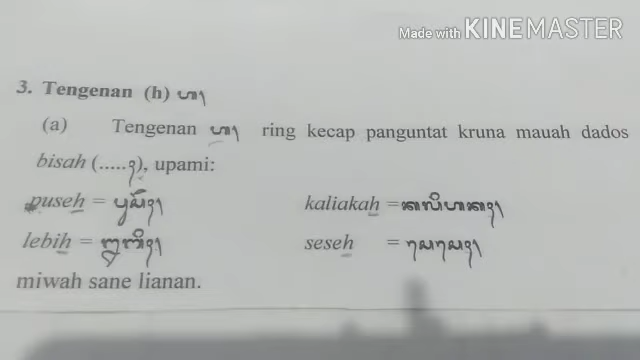 Made with KINEMASTER
3. Tengenan (h) ᬳ᭄
(a) Tengenan ᬳ᭄ ring kecap panguntat kruna mauah dados
bisah (.....ᬄ), upami:
puseh =
kaliakah =
lebih =
seseh =
miwah sane lianan.